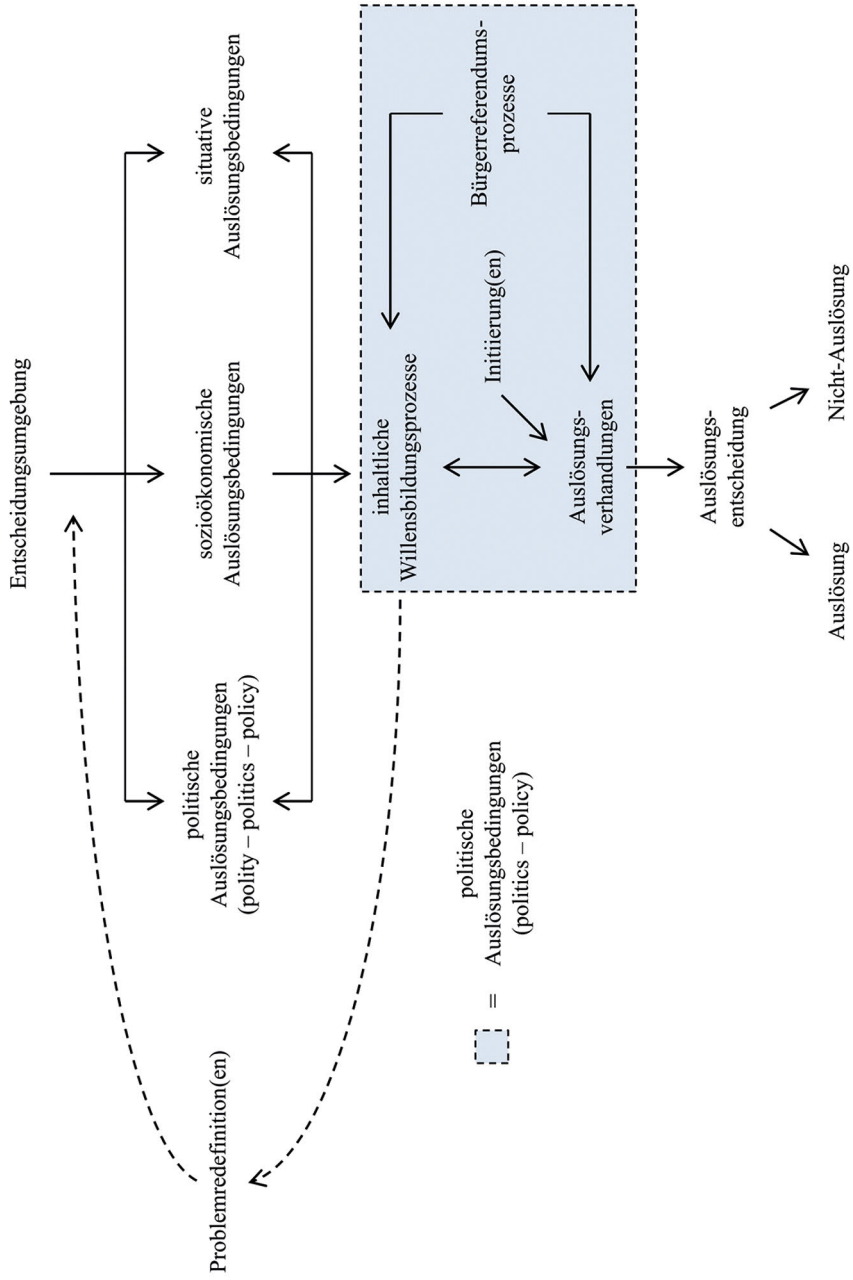 Entscheidungsumgebung
politische
Auslösungsbedingungen
(polity – politics – policy)
sozioökonomische
Auslösungsbedingungen
situative
Auslösungsbedingungen
Problemredefinition(en)
inhaltliche
Willensbildungsprozesse
Initiierung(en)
Bürgerreferendums-
prozesse
Auslösungs-
verhandlungen
=
politische
Auslösungsbedingungen
(politics – policy)
Auslösungs-
entscheidung
Auslösung
Nicht-Auslösung